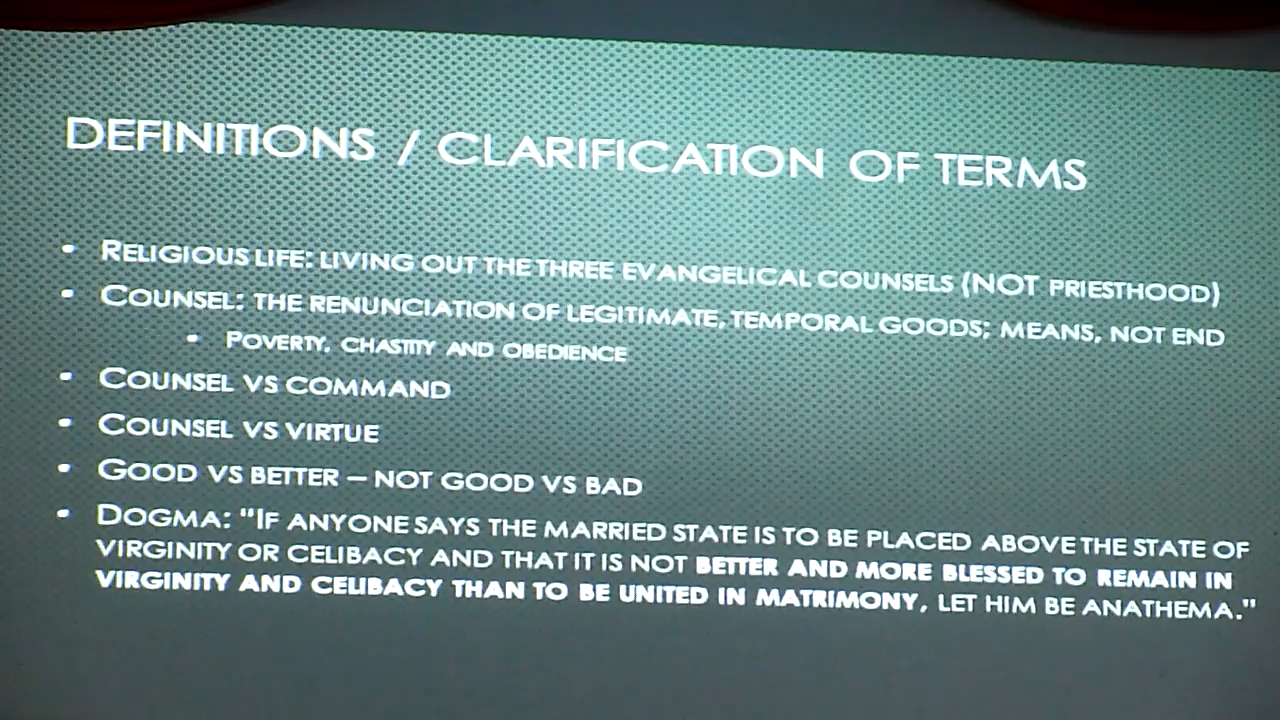 DEFINITIONS / CLARIFICATION OF TERMS
• RELIGIOUS LIFE: LIVING OUT THE THREE EVANGELICAL COUNSELS (NOT PRIESTHOOD)
• COUNSEL: THE RENUNCIATION OF LEGITIMATE, TEMPORAL GOODS; MEANS, NOT END
• POVERTY, CHASTITY AND OBEDIENCE
• COUNSEL VS COMMAND
• COUNSEL VS VIRTUE
• GOOD VS BETTER – NOT GOOD VS BAD
• DOGMA: "IF ANYONE SAYS THE MARRIED STATE IS TO BE PLACED ABOVE THE STATE OF
VIRGINITY OR CELIBACY AND THAT IT IS NOT BETTER AND MORE BLESSED TO REMAIN IN
VIRGINITY AND CELIBACY THAN TO BE UNITED IN MATRIMONY, LET HIM BE ANATHEMA."